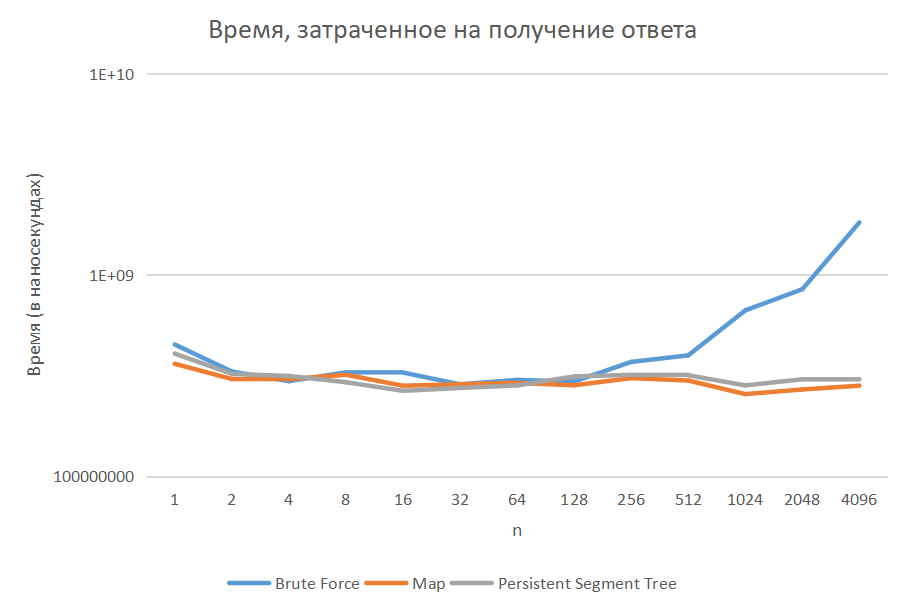 Время, затраченное на получение ответа
1E+10
1E+09
100000000
Время (в наносекундах)
1 2 4 8 16 32 64 128 256 512 1024 2048 4096
n
Brute Force Map Persistent Segment Tree